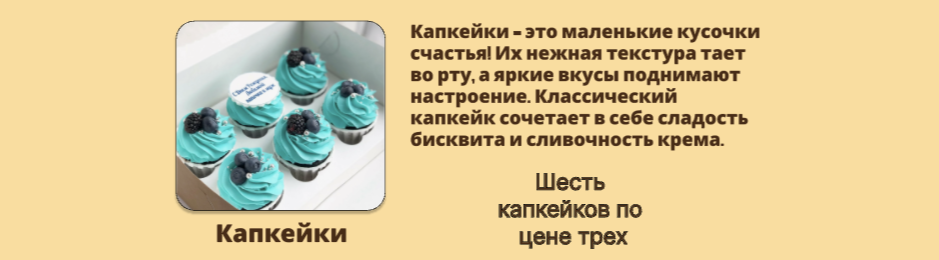 Капкейки – это маленькие кусочки
счастья! Их нежная текстура тает
во рту, а яркие вкусы поднимают
настроение. Классический
капкейк сочетает в себе сладость
бисквита и сливочность крема.
Шесть
капкейков по
цене трех
Капкейки